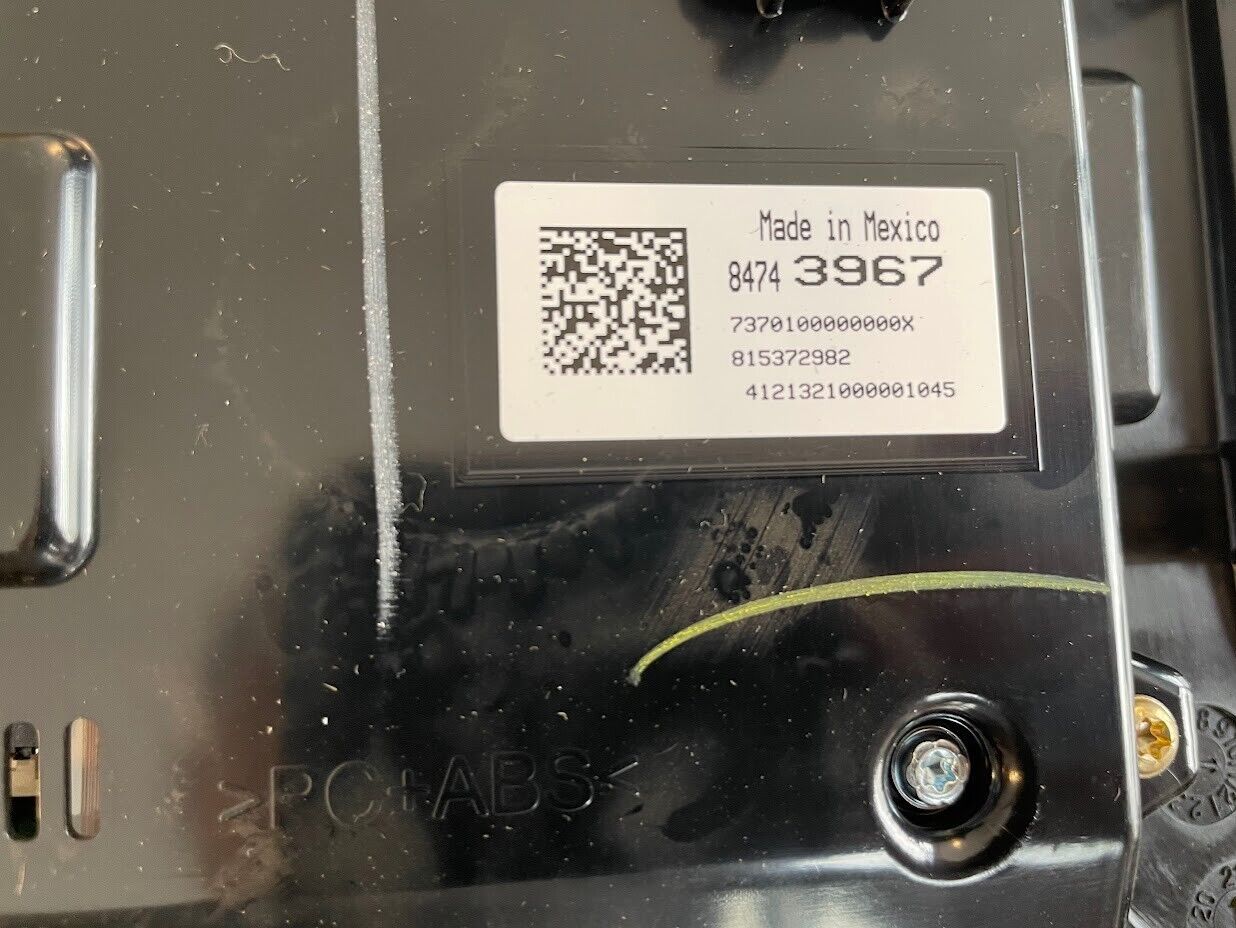 Made in Mexico
8474 3967
7370100000000X
815372982
4121321000001045
>PC+ABS<